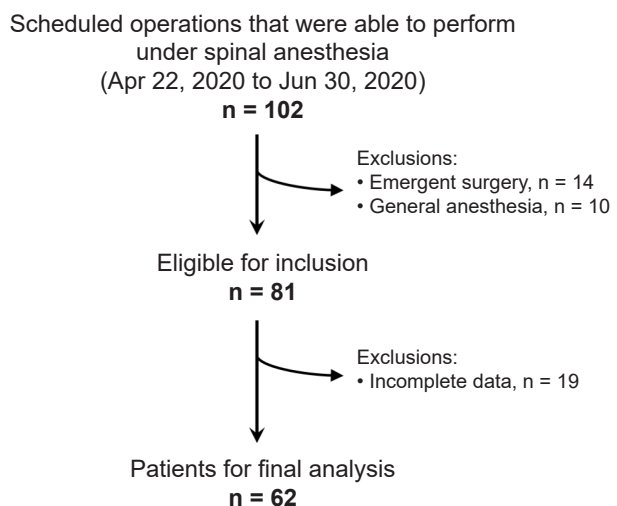 Scheduled operations that were able to perform
under spinal anesthesia
(Apr 22, 2020 to Jun 30, 2020)
n = 102
Exclusions:
• Emergent surgery, n = 14
• General anesthesia, n = 10
Eligible for inclusion
n = 81
Exclusions:
• Incomplete data, n = 19
Patients for final analysis
n = 62